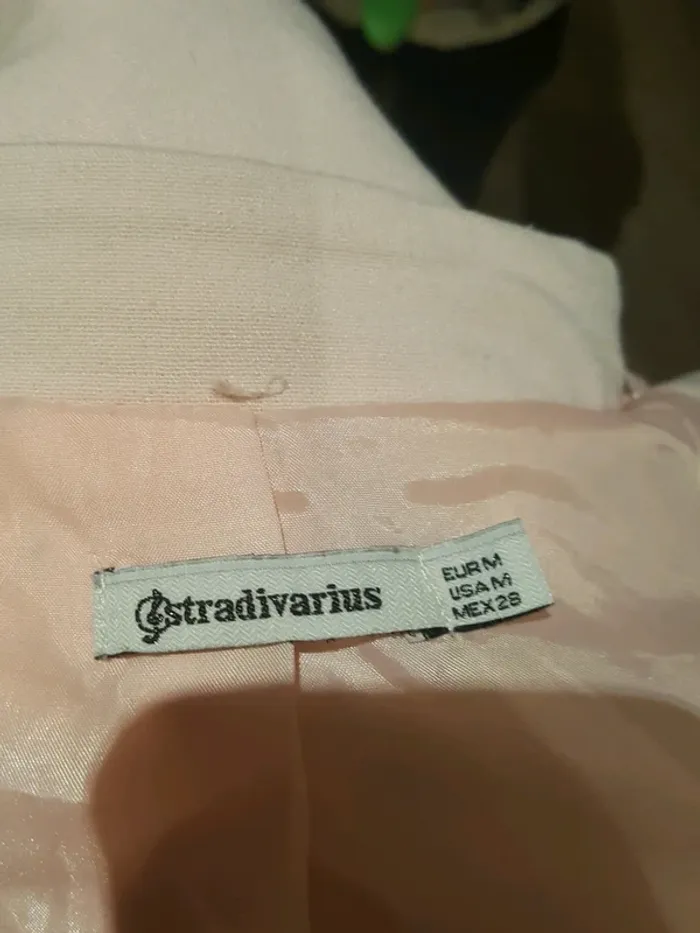 stradivarius
EUR M
USA M
MEX 28